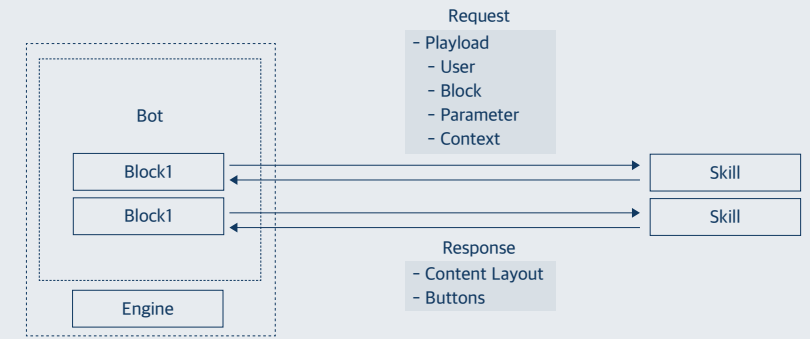 Request
- Playload
- User
- Block
- Parameter
- Context
Bot
Block1
Skill
Block1
Skill
Response
- Content Layout
- Buttons
Engine